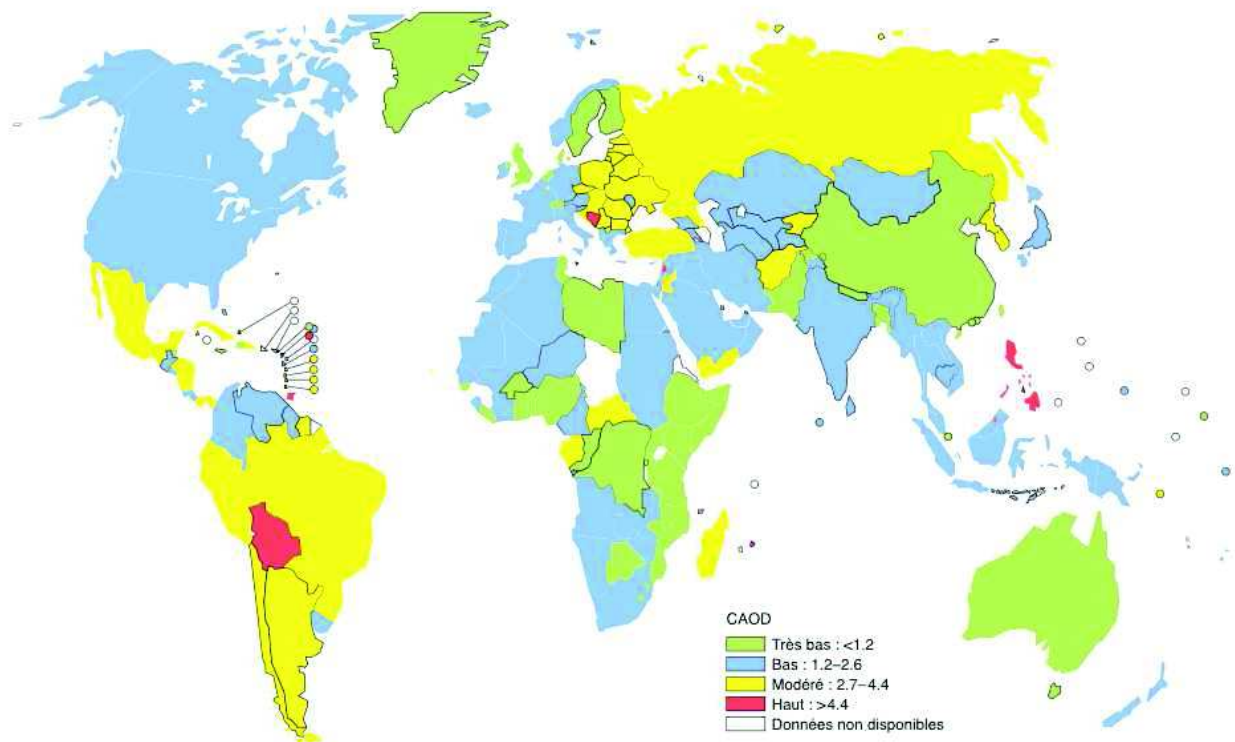 CAOD
Très bas : <1.2
Bas : 1.2–2.6
Modéré : 2.7–4.4
Haut : >4.4
Données non disponibles